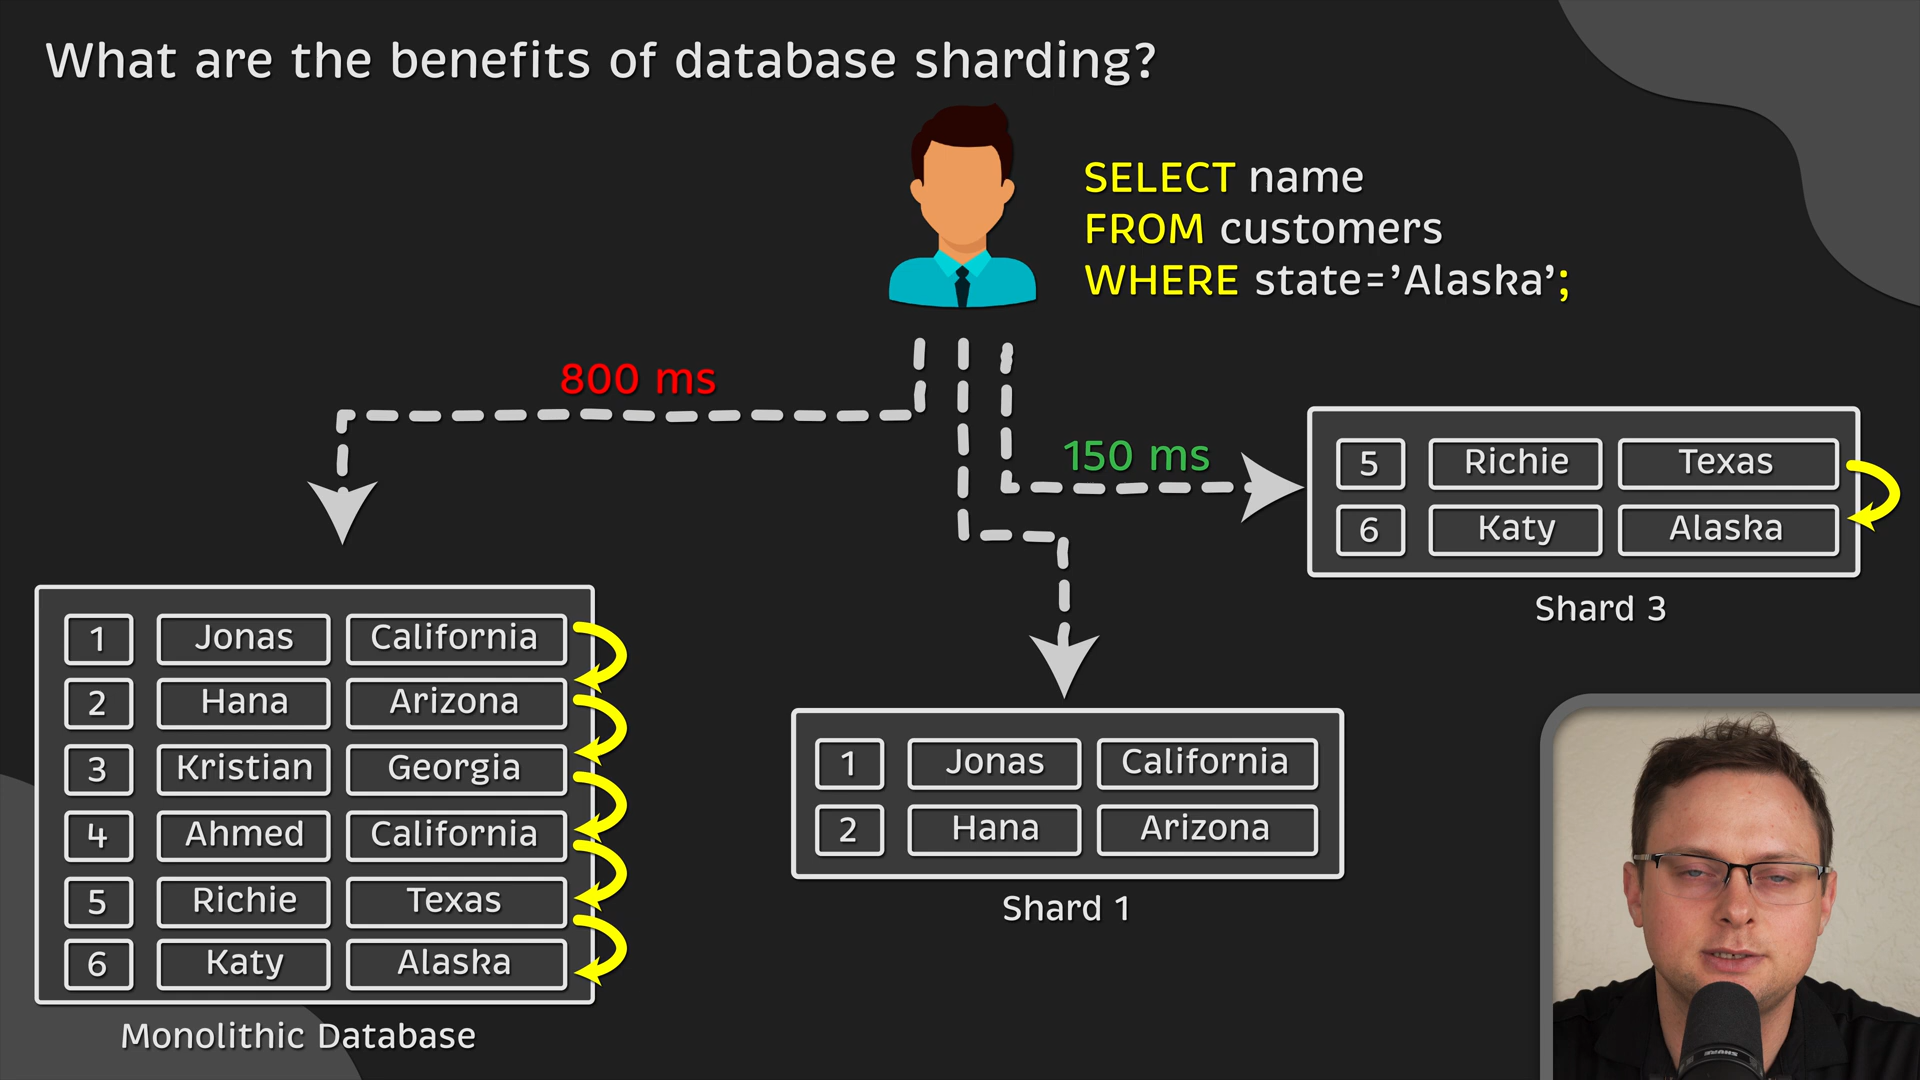 What are the benefits of database sharding?
SELECT name
FROM customers
WHERE state=’Alaska’;
800 ms
150 ms
5 Richie Texas
6 Katy Alaska
Shard 3
1 Jonas California
2 Hana Arizona
3 Kristian Georgia
4 Ahmed California
5 Richie Texas
6 Katy Alaska
Monolithic Database
1 Jonas California
2 Hana Arizona
Shard 1